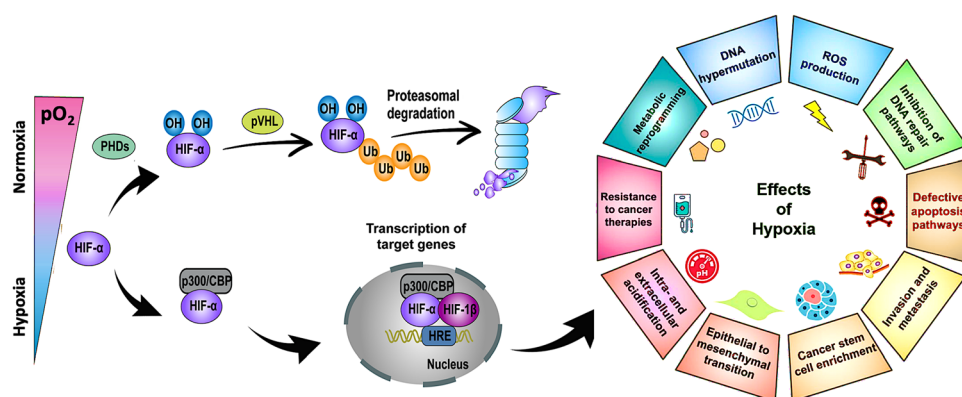 pO2
Normoxia
Hypoxia
HIF-α
PHDs
OH OH
HIF-α
pVHL
OH OH
HIF-α
Ub
Ub
Ub
Ub
Proteasomal
degradation
p300/CBP
HIF-α
Transcription of
target genes
p300/CBP
HIF-α
HIF-1β
HRE
Nucleus
Effects
of
Hypoxia
DNA
hypermutation
ROS
production
Inhibition of
DNA repair
pathways
Defective
apoptosis
pathways
Invasion and
metastasis
Cancer stem
cell enrichment
Epithelial to
mesenchymal
transition
Intra- and
extracellular
acidification
pH
Resistance
to cancer
therapies
Metabolic
reprogramming